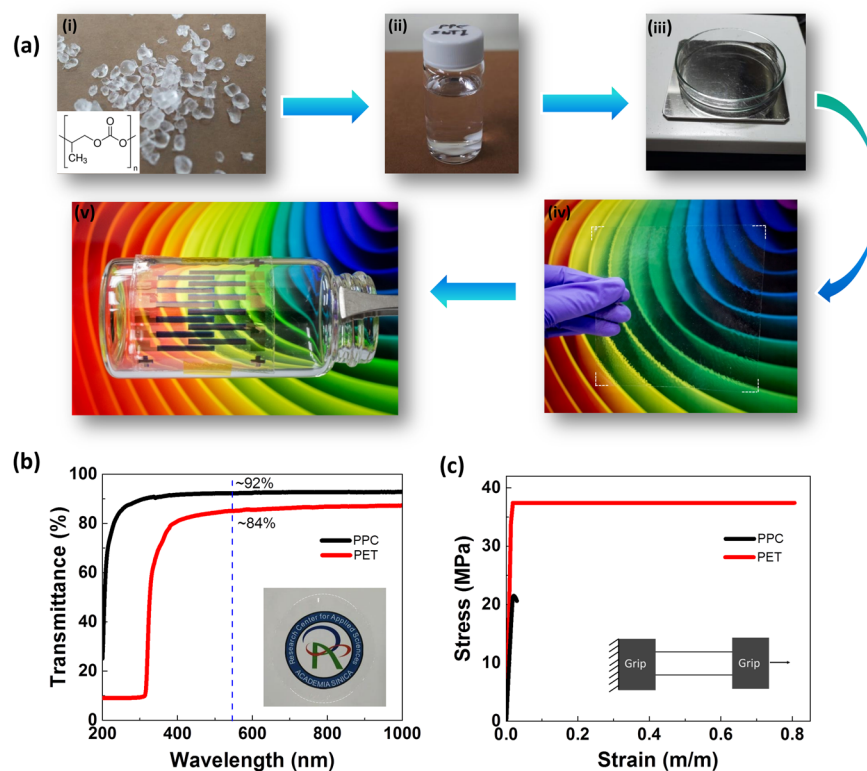 (a)
(i)
(ii)
(iii)
PPC
O
O
O
CH3
n
(v)
(iv)
(b)
(c)
100
80
60
40
20
0
Transmittance (%)
~92%
~84%
PPC
PET
Research Center for Applied Sciences
ACADEMIA SINICA
200 400 600 800 1000
Wavelength (nm)
40
30
20
10
0
Stress (MPa)
PPC
PET
Grip
Grip
0.0 0.2 0.4 0.6 0.8
Strain (m/m)